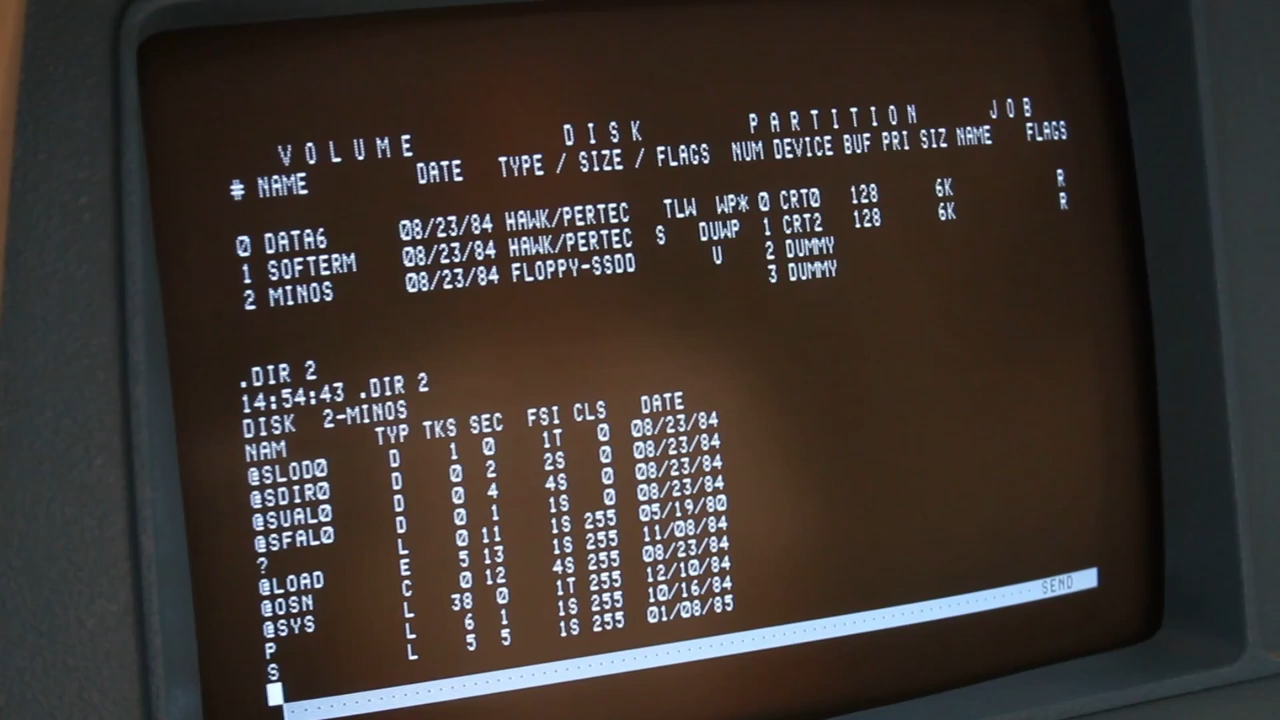 V O L U M E D I S K P A R T I T I O N J O B
# NAME DATE TYPE / SIZE / FLAGS NUM DEVICE BUF PRI SIZ NAME FLAGS
0 DATA6 08/23/84 HAWK/PERTEC TLW WP* 0 CRT0 128 6K R
1 SOFTERM 08/23/84 HAWK/PERTEC S DUWP 1 CRT2 128 6K R
2 MINOS 08/23/84 FLOPPY-SSDD U 2 DUMMY
3 DUMMY
.DIR 2
14:54:43 .DIR 2
DISK 2-MINOS
NAM TYP TKS SEC FSI CLS DATE
@SLOD0 D 1 0 1T 0 08/23/84
@SDIR0 D 0 2 2S 0 08/23/84
@SUAL0 D 0 4 4S 0 08/23/84
@SFAL0 D 0 1 1S 0 08/23/84
? L 0 11 1S 255 05/19/80
@LOAD E 5 13 1S 255 11/08/84
@OSN C 0 12 4S 255 08/23/84
@SYS L 38 0 1T 255 12/10/84
P L 6 1 1S 255 10/16/84
S L 5 5 1S 255 01/08/85
SEND